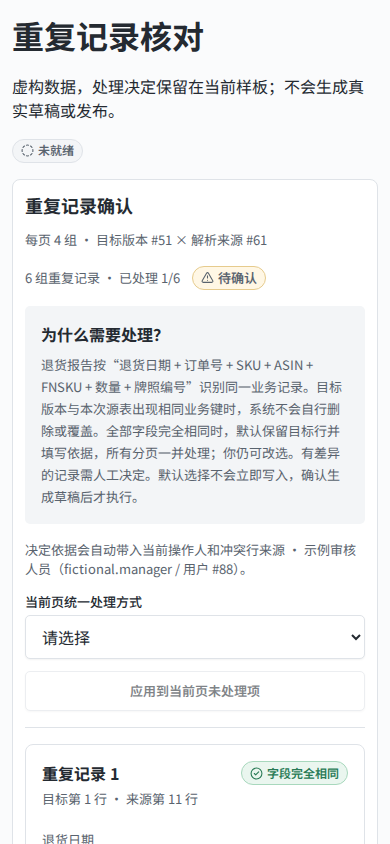 重复记录核对
虚构数据，处理决定保留在当前样板；不会生成真
实草稿或发布。
未就绪
重复记录确认
每页 4 组 • 目标版本 #51 × 解析来源 #61
6 组重复记录 • 已处理 1/6 待确认
为什么需要处理？
退货报告按“退货日期 + 订单号 + SKU + ASIN +
FNSKU + 数量 + 牌照编号”识别同一业务记录。目标
版本与本次源表出现相同业务键时，系统不会自行删
除或覆盖。全部字段完全相同时，默认保留目标行并
填写依据，所有分页一并处理；你仍可改选。有差异
的记录需人工决定。默认选择不会立即写入，确认生
成草稿后才执行。
决定依据会自动带入当前操作人和冲突行来源 • 示例审核
人员（fictional.manager / 用户 #88）。
当前页统一处理方式
请选择
应用到当前页未处理项
重复记录 1 字段完全相同
目标第 1 行 • 来源第 11 行
退货日期